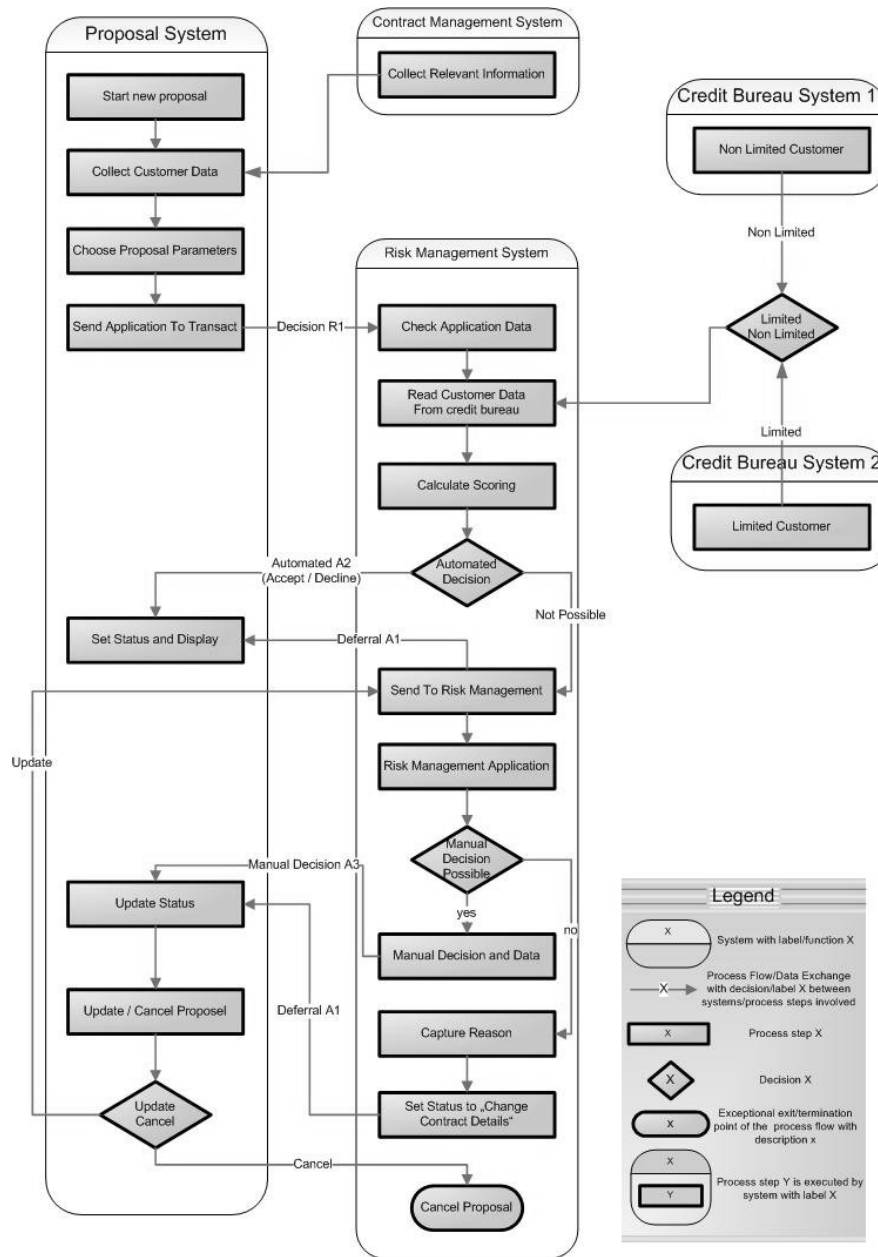 Proposal System
Start new proposal
Collect Customer Data
Choose Proposal Parameters
Send Application To Transact
Decision R1
Set Status and Display
Update
Update Status
Update / Cancel Proposel
Update
Cancel
Cancel
Contract Management System
Collect Relevant Information
Risk Management System
Check Application Data
Read Customer Data
From credit bureau
Calculate Scoring
Automated
Decision
Automated A2
(Accept / Decline)
Not Possible
Deferral A1
Send To Risk Management
Risk Management Application
Manual
Decision
Possible
Manual Decision A3
yes
no
Manual Decision and Data
Capture Reason
Deferral A1
Set Status to „Change
Contract Details“
Cancel Proposal
Credit Bureau System 1
Non Limited Customer
Non Limited
Limited
Non Limited
Limited
Credit Bureau System 2
Limited Customer
Legend
X
System with label/function X
X
Process Flow/Data Exchange
with decision/label X between
systems/process steps involved
X
Process step X
X
Decision X
X
Exceptional exit/termination
point of the process flow with
description x
X
Y
Process step Y is executed by
system with label X